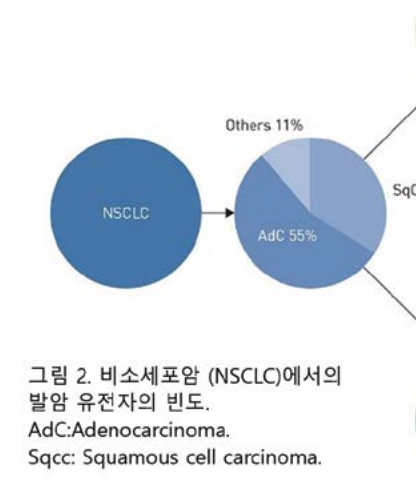 Others 11%
NSCLC
AdC 55%
그림 2. 비소세포암 (NSCLC)에서의
발암 유전자의 빈도.
AdC:Adenocarcinoma.
Sqcc: Squamous cell carcinoma.